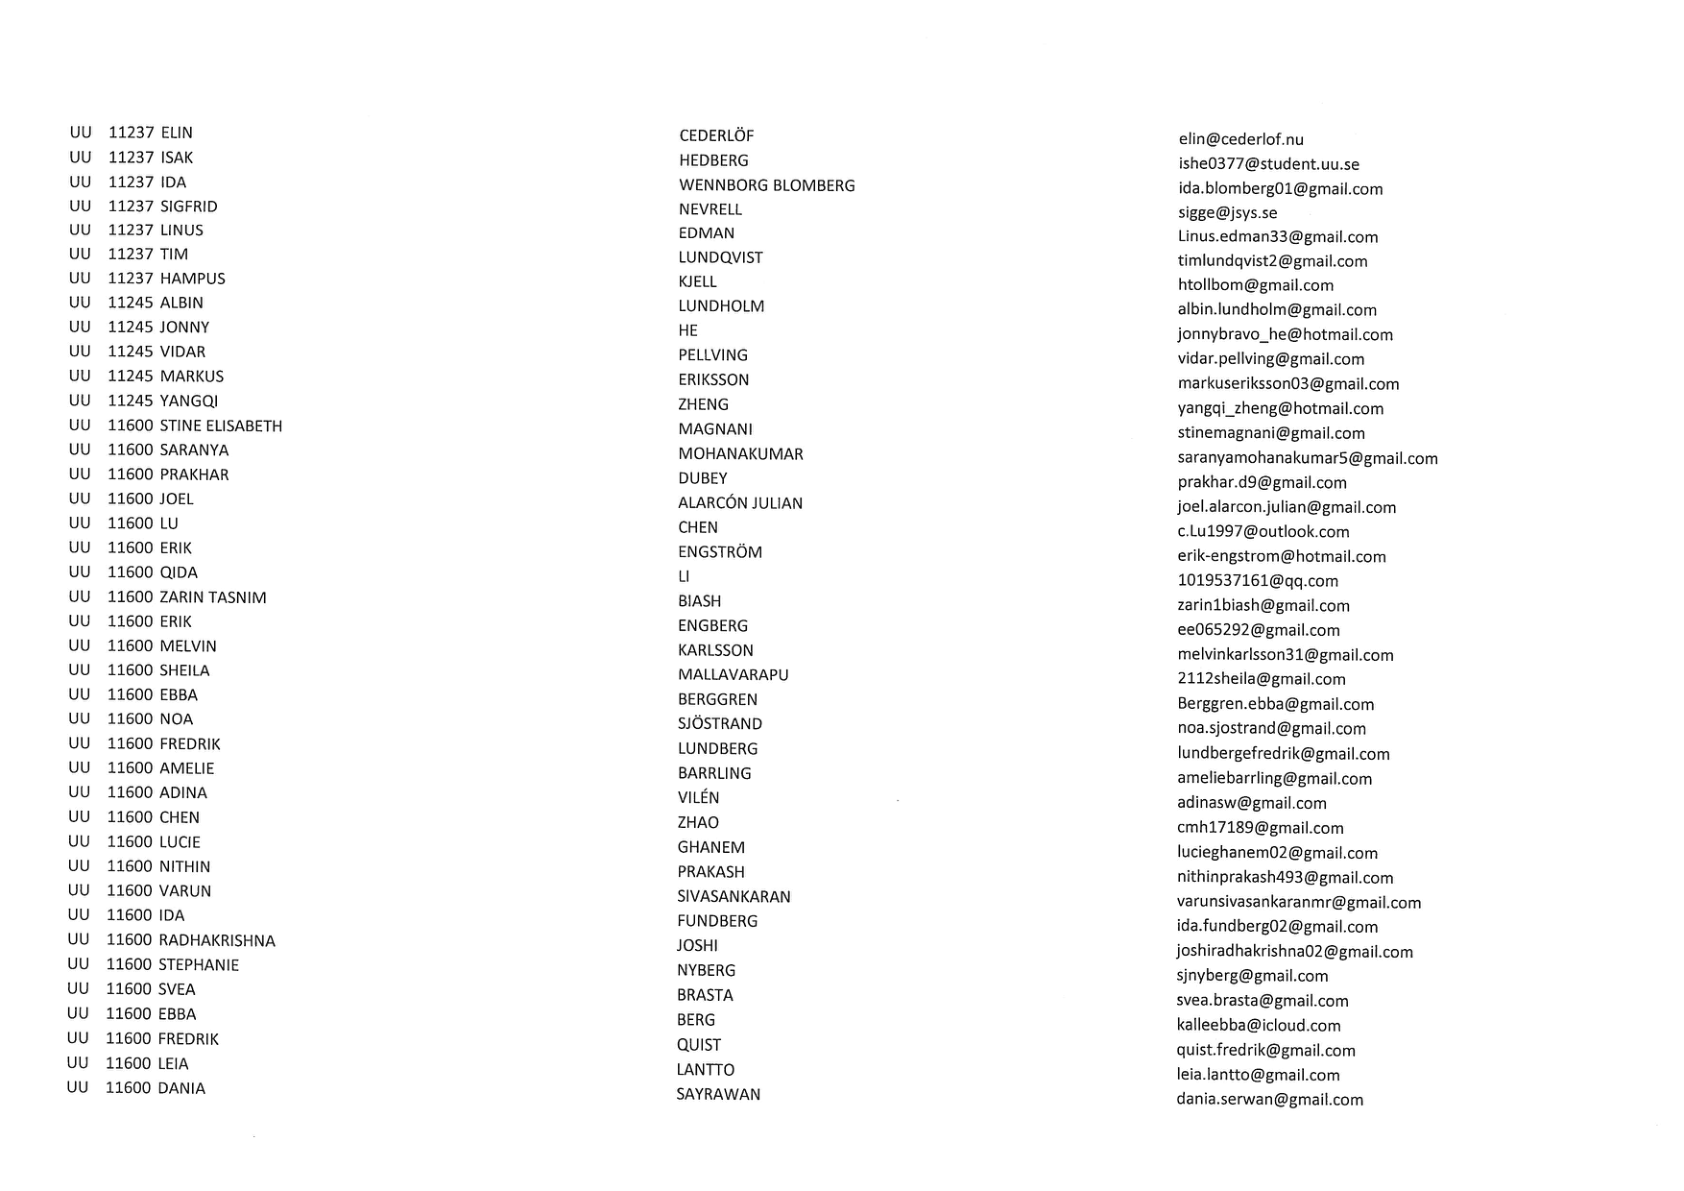 UU 11237 ELIN CEDERLÖF elin@cederlof.nu
UU 11237 ISAK HEDBERG ishe0377@student.uu.se
UU 11237 IDA WENNBORG BLOMBERG ida.blomberg01@gmail.com
UU 11237 SIGFRID NEVRELL sigge@jsys.se
UU 11237 LINUS EDMAN Linus.edman33@gmail.com
UU 11237 TIM LUNDQVIST timlundqvist2@gmail.com
UU 11237 HAMPUS KJELL htollbom@gmail.com
UU 11245 ALBIN LUNDHOLM albin.lundholm@gmail.com
UU 11245 JONNY HE jonnybravo_he@hotmail.com
UU 11245 VIDAR PELLVING vidar.pellving@gmail.com
UU 11245 MARKUS ERIKSSON markuseriksson03@gmail.com
UU 11245 YANGQI ZHENG yangqi_zheng@hotmail.com
UU 11600 STINE ELISABETH MAGNANI stinemagnani@gmail.com
UU 11600 SARANYA MOHANAKUMAR saranyamohanakumar5@gmail.com
UU 11600 PRAKHAR DUBEY prakhar.d9@gmail.com
UU 11600 JOEL ALARCÓN JULIAN joel.alarcon.julian@gmail.com
UU 11600 LU CHEN c.Lu1997@outlook.com
UU 11600 ERIK ENGSTRÖM erik-engstrom@hotmail.com
UU 11600 QIDA LI 1019537161@qq.com
UU 11600 ZARIN TASNIM BIASH zarin1biash@gmail.com
UU 11600 ERIK ENGBERG ee065292@gmail.com
UU 11600 MELVIN KARLSSON melvinkarlsson31@gmail.com
UU 11600 SHEILA MALLAVARAPU 2112sheila@gmail.com
UU 11600 EBBA BERGGREN Berggren.ebba@gmail.com
UU 11600 NOA SJÖSTRAND noa.sjostrand@gmail.com
UU 11600 FREDRIK LUNDBERG lundbergefredrik@gmail.com
UU 11600 AMELIE BARRLING ameliebarrling@gmail.com
UU 11600 ADINA VILÉN adinasw@gmail.com
UU 11600 CHEN ZHAO cmh17189@gmail.com
UU 11600 LUCIE GHANEM lucieghanem02@gmail.com
UU 11600 NITHIN PRAKASH nithinprakash493@gmail.com
UU 11600 VARUN SIVASANKARAN varunsivasankaranmr@gmail.com
UU 11600 IDA FUNDBERG ida.fundberg02@gmail.com
UU 11600 RADHAKRISHNA JOSHI joshiradhakrishna02@gmail.com
UU 11600 STEPHANIE NYBERG sjnyberg@gmail.com
UU 11600 SVEA BRASTA svea.brasta@gmail.com
UU 11600 EBBA BERG kalleebba@icloud.com
UU 11600 FREDRIK QUIST quist.fredrik@gmail.com
UU 11600 LEIA LANTTO leia.lantto@gmail.com
UU 11600 DANIA SAYRAWAN dania.serwan@gmail.com